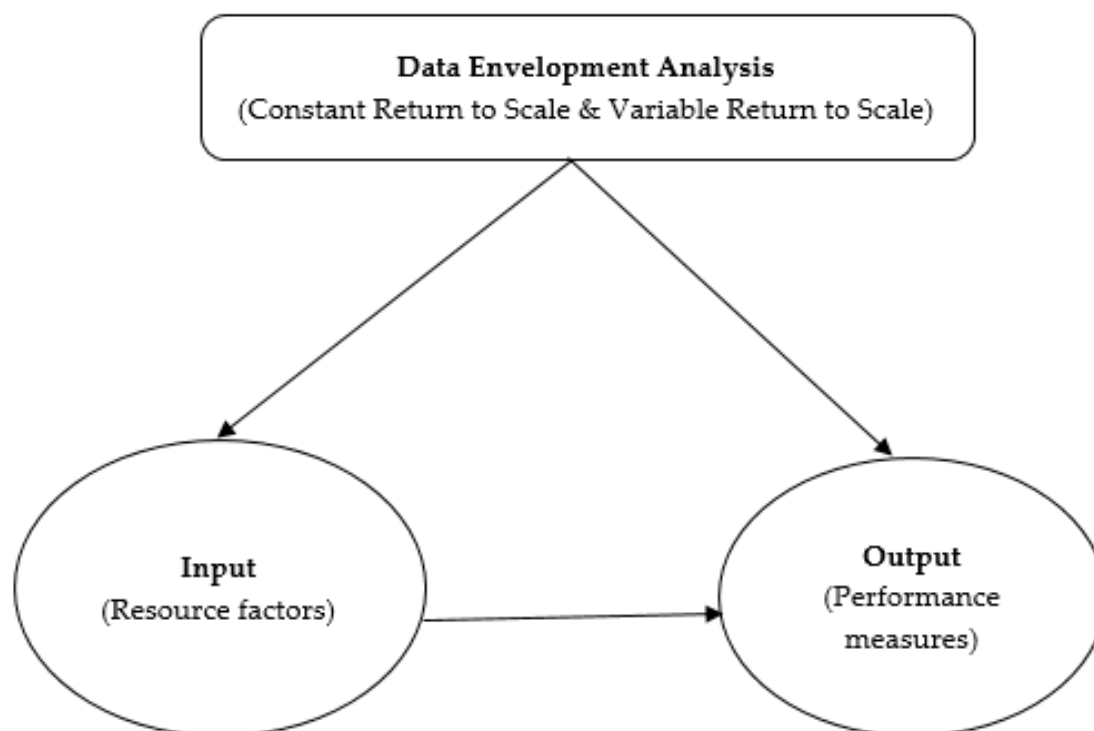 Data Envelopment Analysis
(Constant Return to Scale & Variable Return to Scale)
Input
(Resource factors)
Output
(Performance
measures)